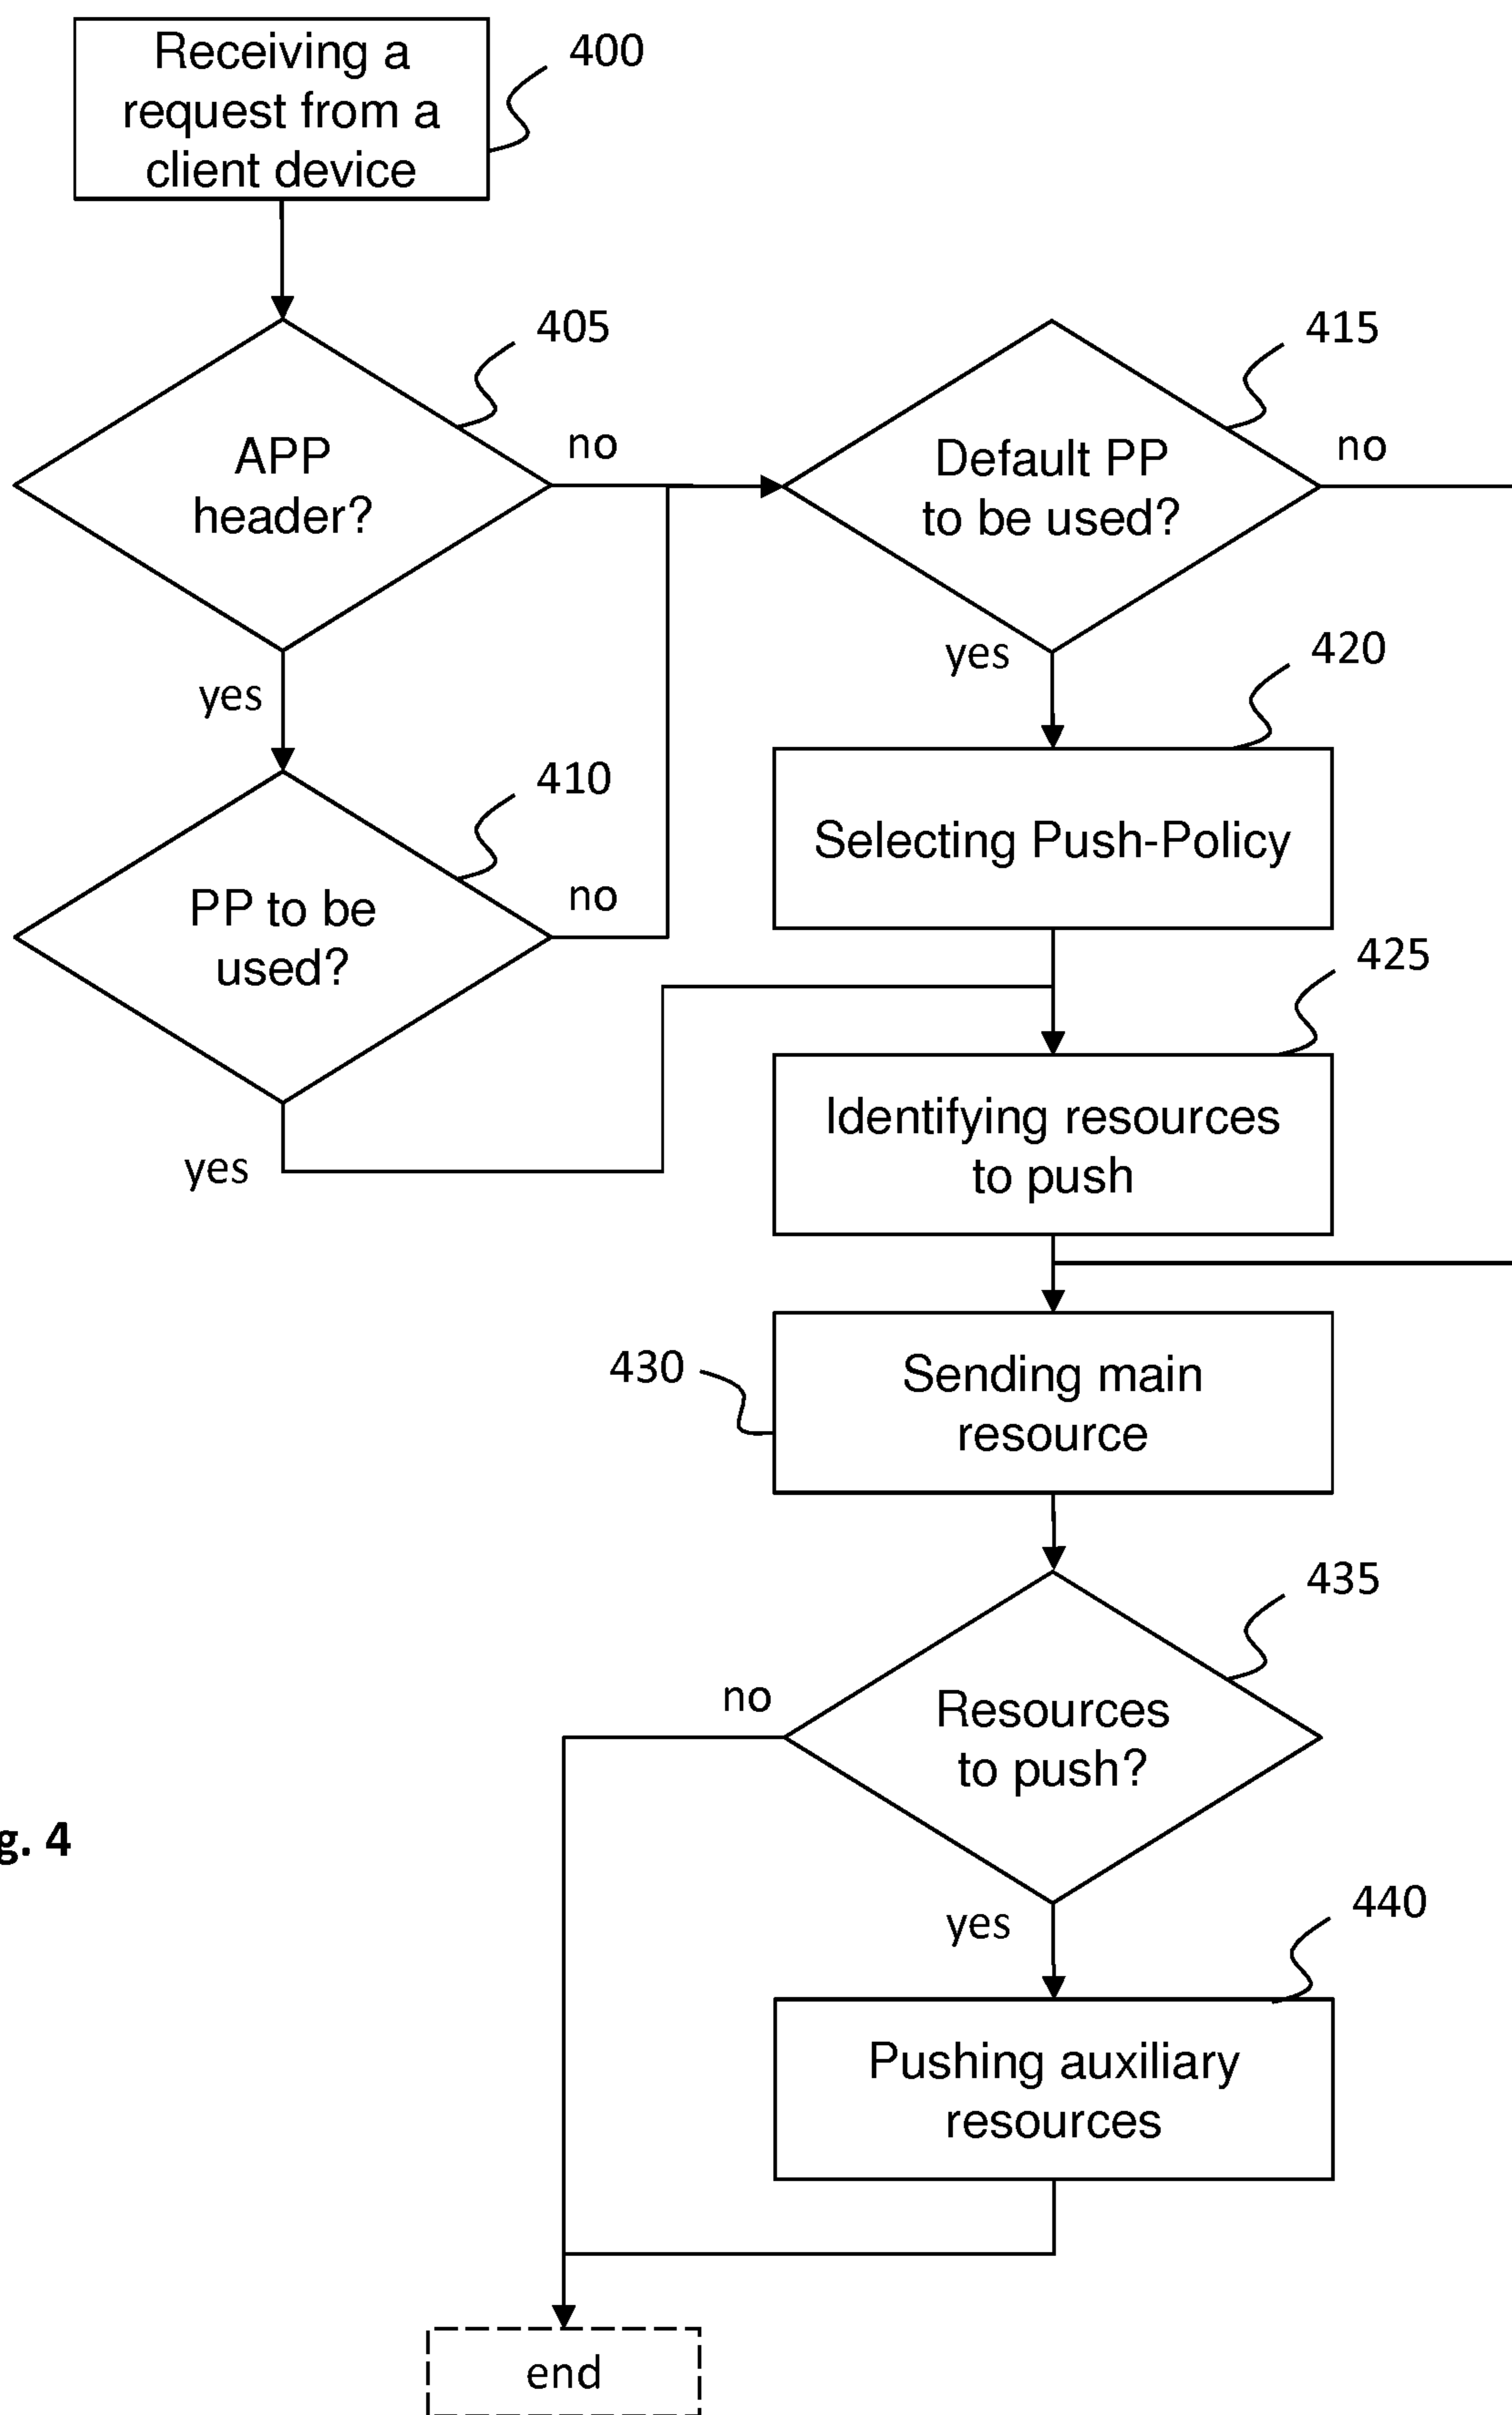 Receiving a
request from a
client device
400
405
APP
header?
no
yes
415
Default PP
to be used?
no
yes
410
PP to be
used?
no
yes
420
Selecting Push-Policy
425
Identifying resources
to push
430
Sending main
resource
435
Resources
to push?
no
yes
g. 4
440
Pushing auxiliary
resources
end